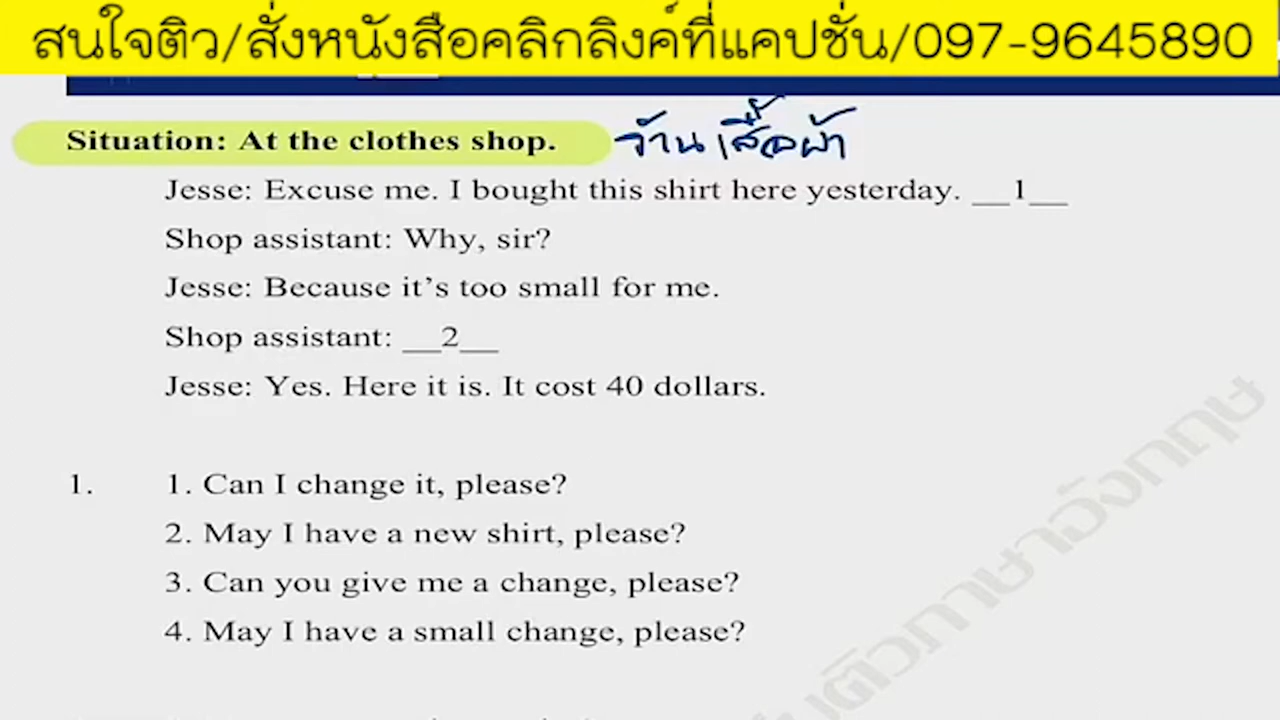 สนใจติว/สั่งหนังสือคลิกลิงค์ที่แคปชั่น/097-9645890
Situation: At the clothes shop. ร้านเสื้อผ้า
Jesse: Excuse me. I bought this shirt here yesterday. __1__
Shop assistant: Why, sir?
Jesse: Because it’s too small for me.
Shop assistant: __2__
Jesse: Yes. Here it is. It cost 40 dollars.
1. 1. Can I change it, please?
2. May I have a new shirt, please?
3. Can you give me a change, please?
4. May I have a small change, please?